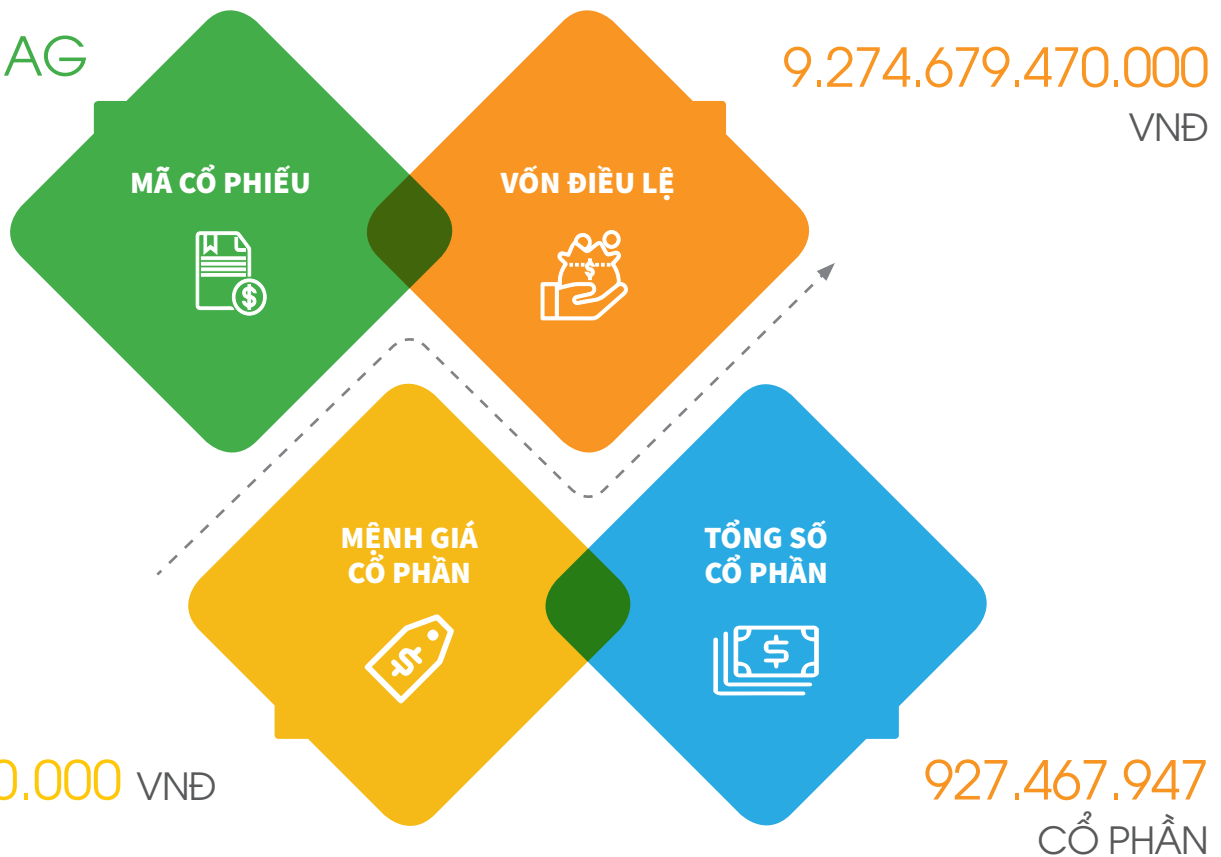 AG
9.274.679.470.000
VNĐ
MÃ CỔ PHIẾU
VỐN ĐIỀU LỆ
MỆNH GIÁ
CỔ PHẦN
TỔNG SỐ
CỔ PHẦN
0.000 VNĐ
927.467.947
CỔ PHẦN